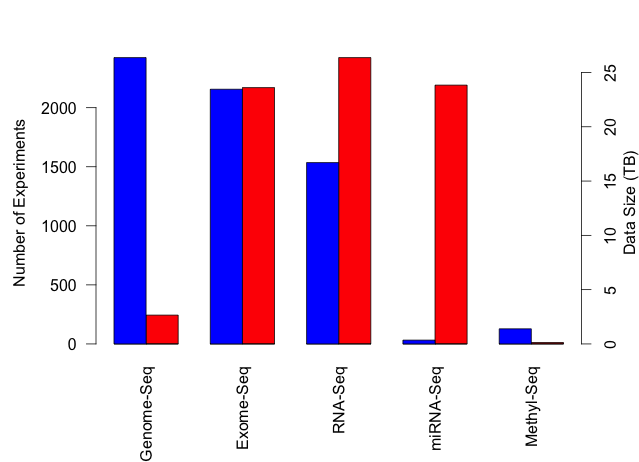 Number of Experiments
2000
1500
1000
500
0
25
20
15
10
5
0
Data Size (TB)
Genome-Seq
Exome-Seq
RNA-Seq
miRNA-Seq
Methyl-Seq